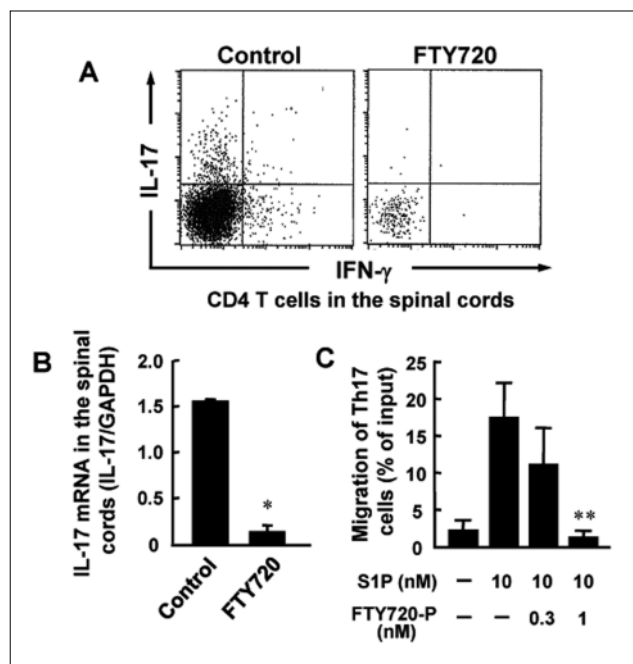 A
Control
FTY720
IL-17
IFN-γ
CD4 T cells in the spinal cords
B
IL-17 mRNA in the spinal
cords (IL-17/GAPDH)
2.0
1.5
1.0
0.5
0
*
Control
FTY720
C
Migration of Th17
cells (% of input)
25
20
15
10
5
0
**
S1P (nM) – 10 10 10
FTY720-P – – 0.3 1
(nM)